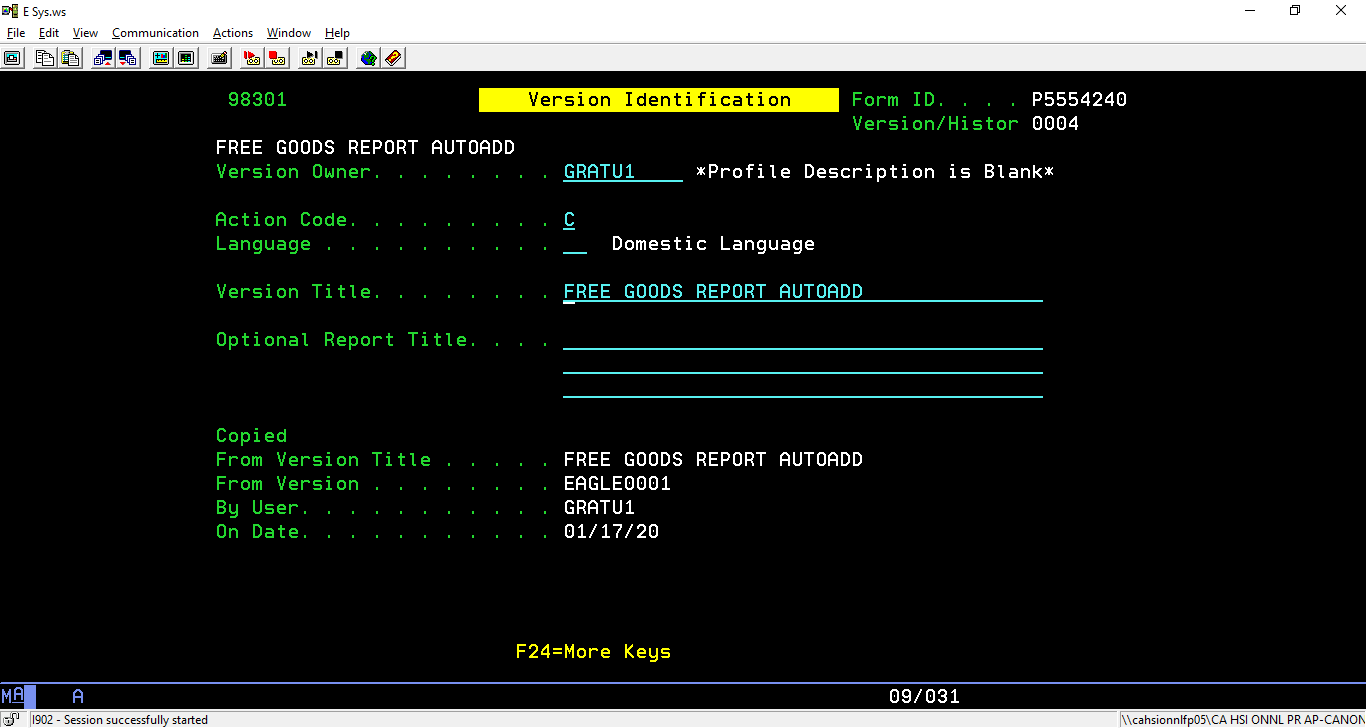 E Sys.ws
File Edit View Communication Actions Window Help
98301 Version Identification Form ID. . . . P5554240
Version/Histor 0004
FREE GOODS REPORT AUTOADD
Version Owner. . . . . . . . GRATU1 *Profile Description is Blank*
Action Code. . . . . . . . . C
Language . . . . . . . . . . Domestic Language
Version Title. . . . . . . . FREE GOODS REPORT AUTOADD
Optional Report Title. . . .
Copied
From Version Title . . . . . FREE GOODS REPORT AUTOADD
From Version . . . . . . . . EAGLE0001
By User. . . . . . . . . . . GRATU1
On Date. . . . . . . . . . . 01/17/20
F24=More Keys
MA A 09/031
I902 - Session successfully started \\cahsionnlfp05\CA HSI ONNL PR AP-CANON